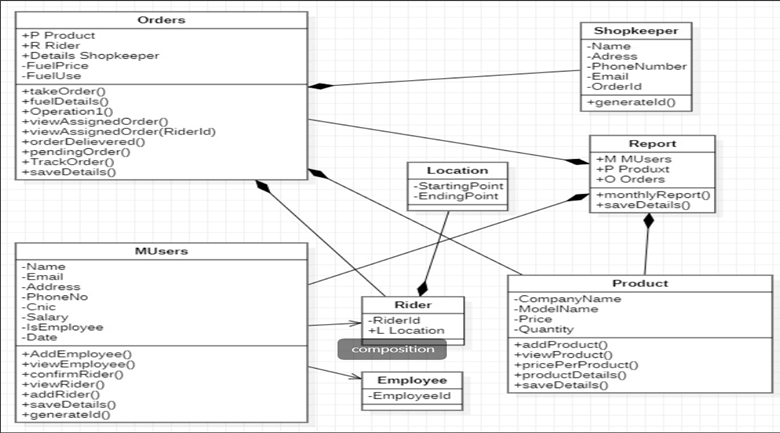 Orders
+P Product
+R Rider
+Details Shopkeeper
-FuelPrice
-FuelUse
+takeOrder()
+fuelDetails()
+Operation1()
+viewAssignedOrder()
+viewAssignedOrder(RiderId)
+orderDelievered()
+pendingOrder()
+TrackOrder()
+saveDetails()
Shopkeeper
-Name
-Adress
-PhoneNumber
-Email
-OrderId
+generateId()
Report
+M MUsers
+P Produxt
+O Orders
+monthlyReport()
+saveDetails()
Location
-StartingPoint
-EndingPoint
MUsers
-Name
-Email
-Address
-PhoneNo
-Cnic
-Salary
-IsEmployee
-Date
+AddEmployee()
+viewEmployee()
+confirmRider()
+viewRider()
+addRider()
+saveDetails()
+generateId()
Rider
-RiderId
+L Location
composition
Employee
-EmployeeId
Product
-CompanyName
-ModelName
-Price
-Quantity
+addProduct()
+viewProduct()
+pricePerProduct()
+productDetails()
+saveDetails()